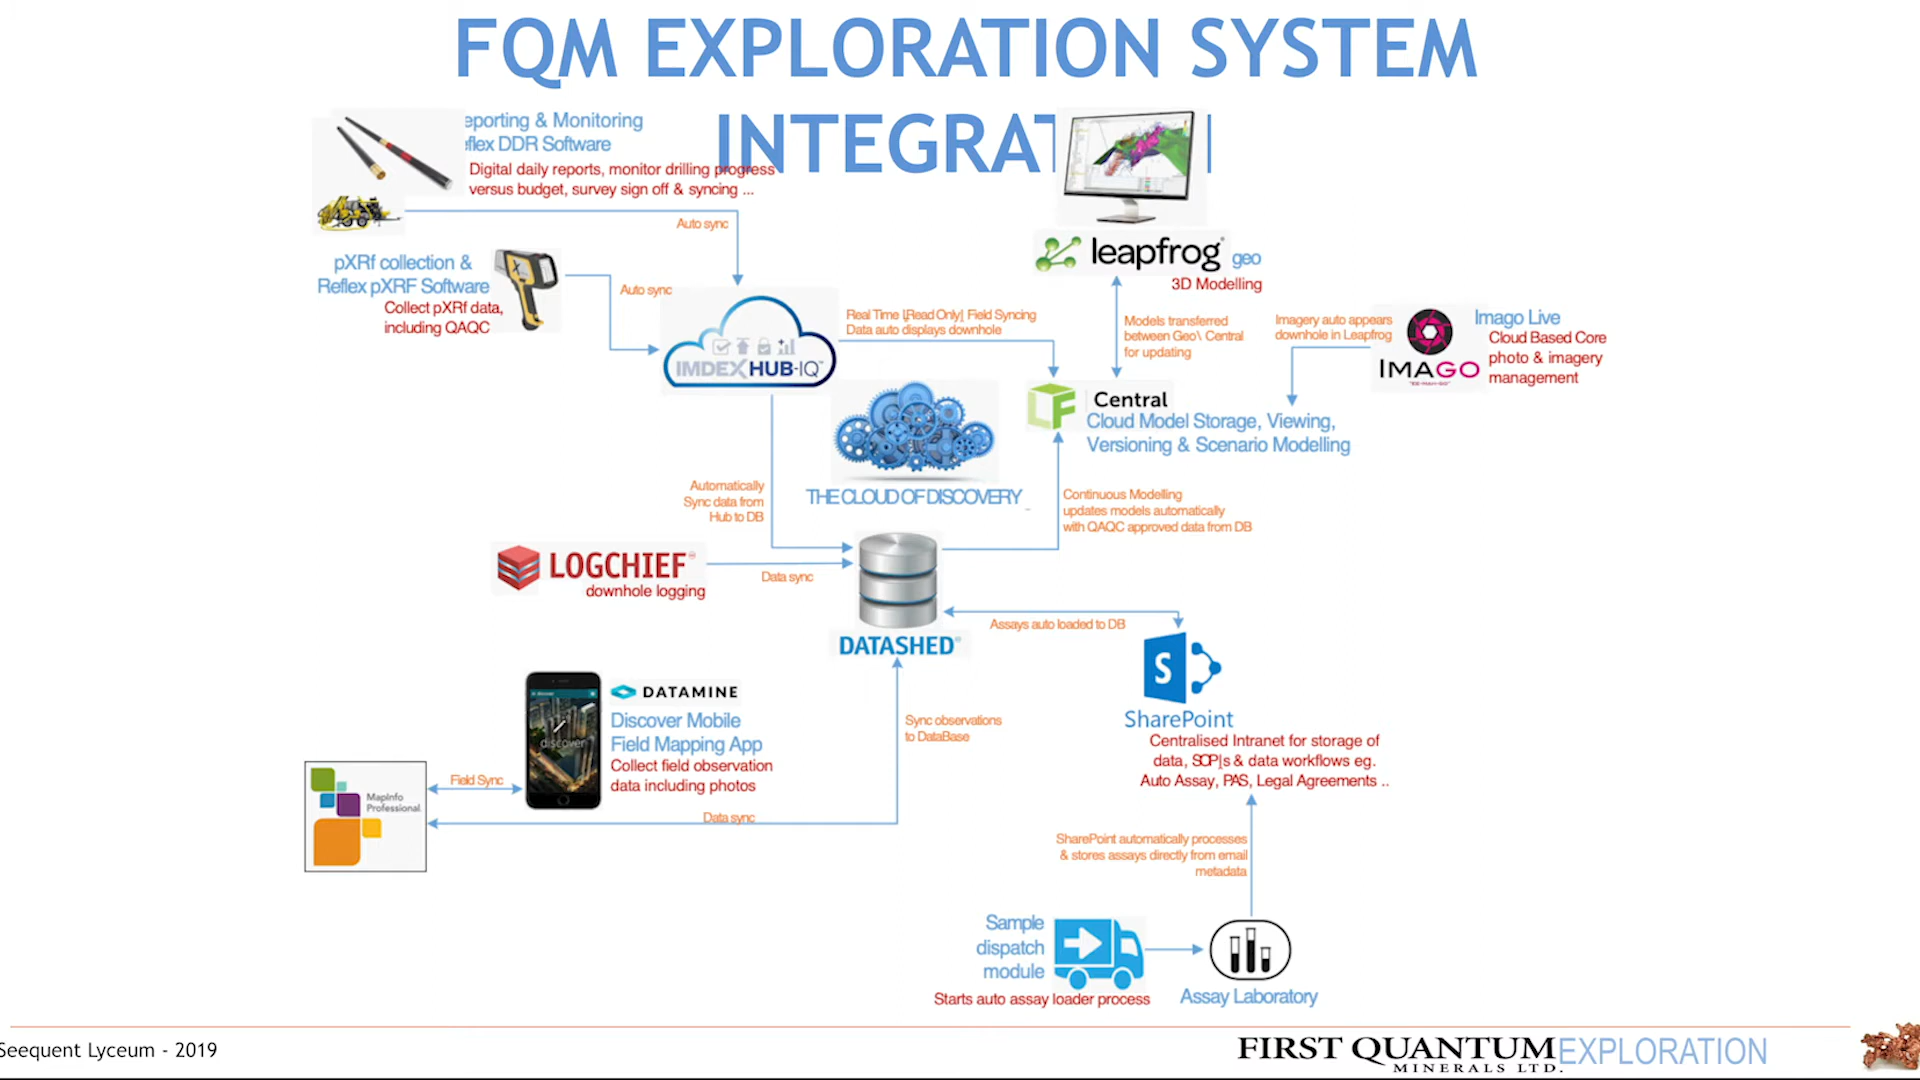 FQM EXPLORATION SYSTEM
eporting & Monitoring
eflex DDR Software
INTEGRAT
Digital daily reports, monitor drilling progress
versus budget, survey sign off & syncing ...
Auto sync
leapfrog geo
3D Modelling
pXRf collection &
Reflex pXRF Software
Collect pXRf data,
including QAQC
Auto sync
IMDEX HUB-IQ™
Real Time [Read Only] Field Syncing
Data auto displays downhole
Models transferred
between Geo\ Central
for updating
Imagery auto appears
downhole in Leapfrog
IMAGO
Imago Live
Cloud Based Core
photo & imagery
management
LF
Central
Cloud Model Storage, Viewing,
Versioning & Scenario Modelling
THE CLOUD OF DISCOVERY
Automatically
Sync data from
Hub to DB
Continuous Modelling
updates models automatically
with QAQC approved data from DB
LOGCHIEF
downhole logging
Data sync
DATASHED
Assays auto loaded to DB
S
SharePoint
Centralised Intranet for storage of
data, SOP|s & data workflows eg.
Auto Assay, PAS, Legal Agreements ..
discover
DATAMINE
Discover Mobile
Field Mapping App
Collect field observation
data including photos
Sync observations
to DataBase
MapInfo
Professional
Field Sync
Data sync
SharePoint automatically processes
& stores assays directly from email
metadata
Sample
dispatch
module
Starts auto assay loader process
Assay Laboratory
Seequent Lyceum - 2019
FIRST QUANTUM EXPLORATION
MINERALS LTD.